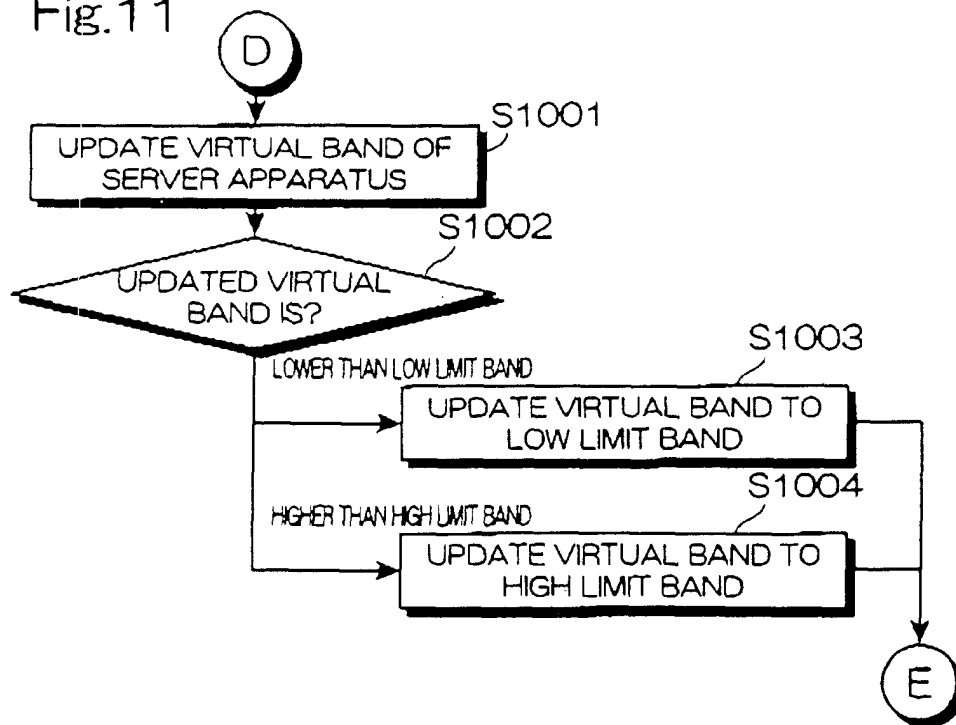 Fig.11
D
S1001
UPDATE VIRTUAL BAND OF
SERVER APPARATUS
S1002
UPDATED VIRTUAL
BAND IS?
LOWER THAN LOW LIMIT BAND
S1003
UPDATE VIRTUAL BAND TO
LOW LIMIT BAND
HIGHER THAN HIGH LIMIT BAND
S1004
UPDATE VIRTUAL BAND TO
HIGH LIMIT BAND
E